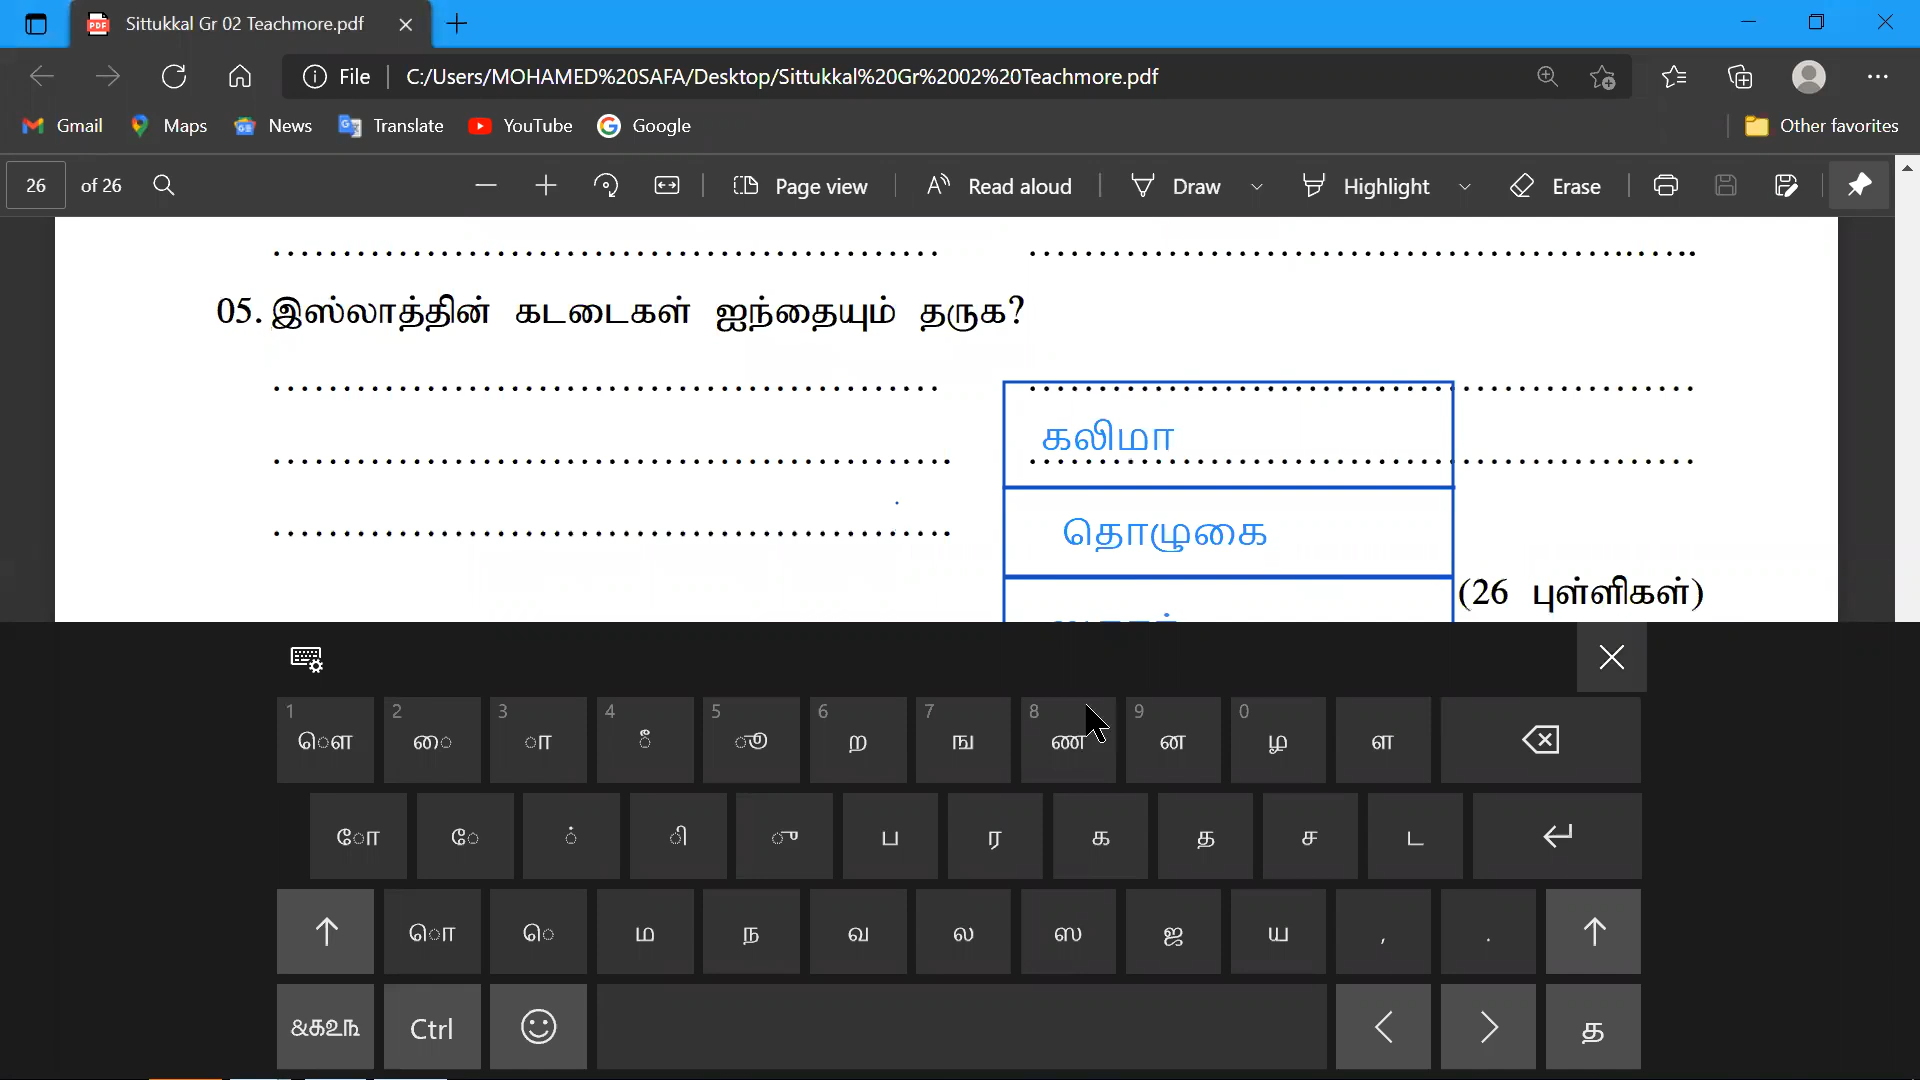 Sittukkal Gr 02 Teachmore.pdf
File C:/Users/MOHAMED%20SAFA/Desktop/Sittukkal%20Gr%2002%20Teachmore.pdf
Gmail Maps News Translate YouTube Google Other favorites
26 of 26 Page view Read aloud Draw Highlight Erase
05. இஸ்லாத்தின் கடடைகள் ஐந்தையும் தருக?
கலிமா
தொழுகை
(26 புள்ளிகள்)
1 2 3 4 5 6 7 8 9 0
ௌ ை ா ீ ூ ற ங ண ன ழ ள
ோ ே ் ி ு ப ர க த ச ட
ொ ெ ம ந வ ல ஸ ஜ ய , .
&௧௨௩ Ctrl த